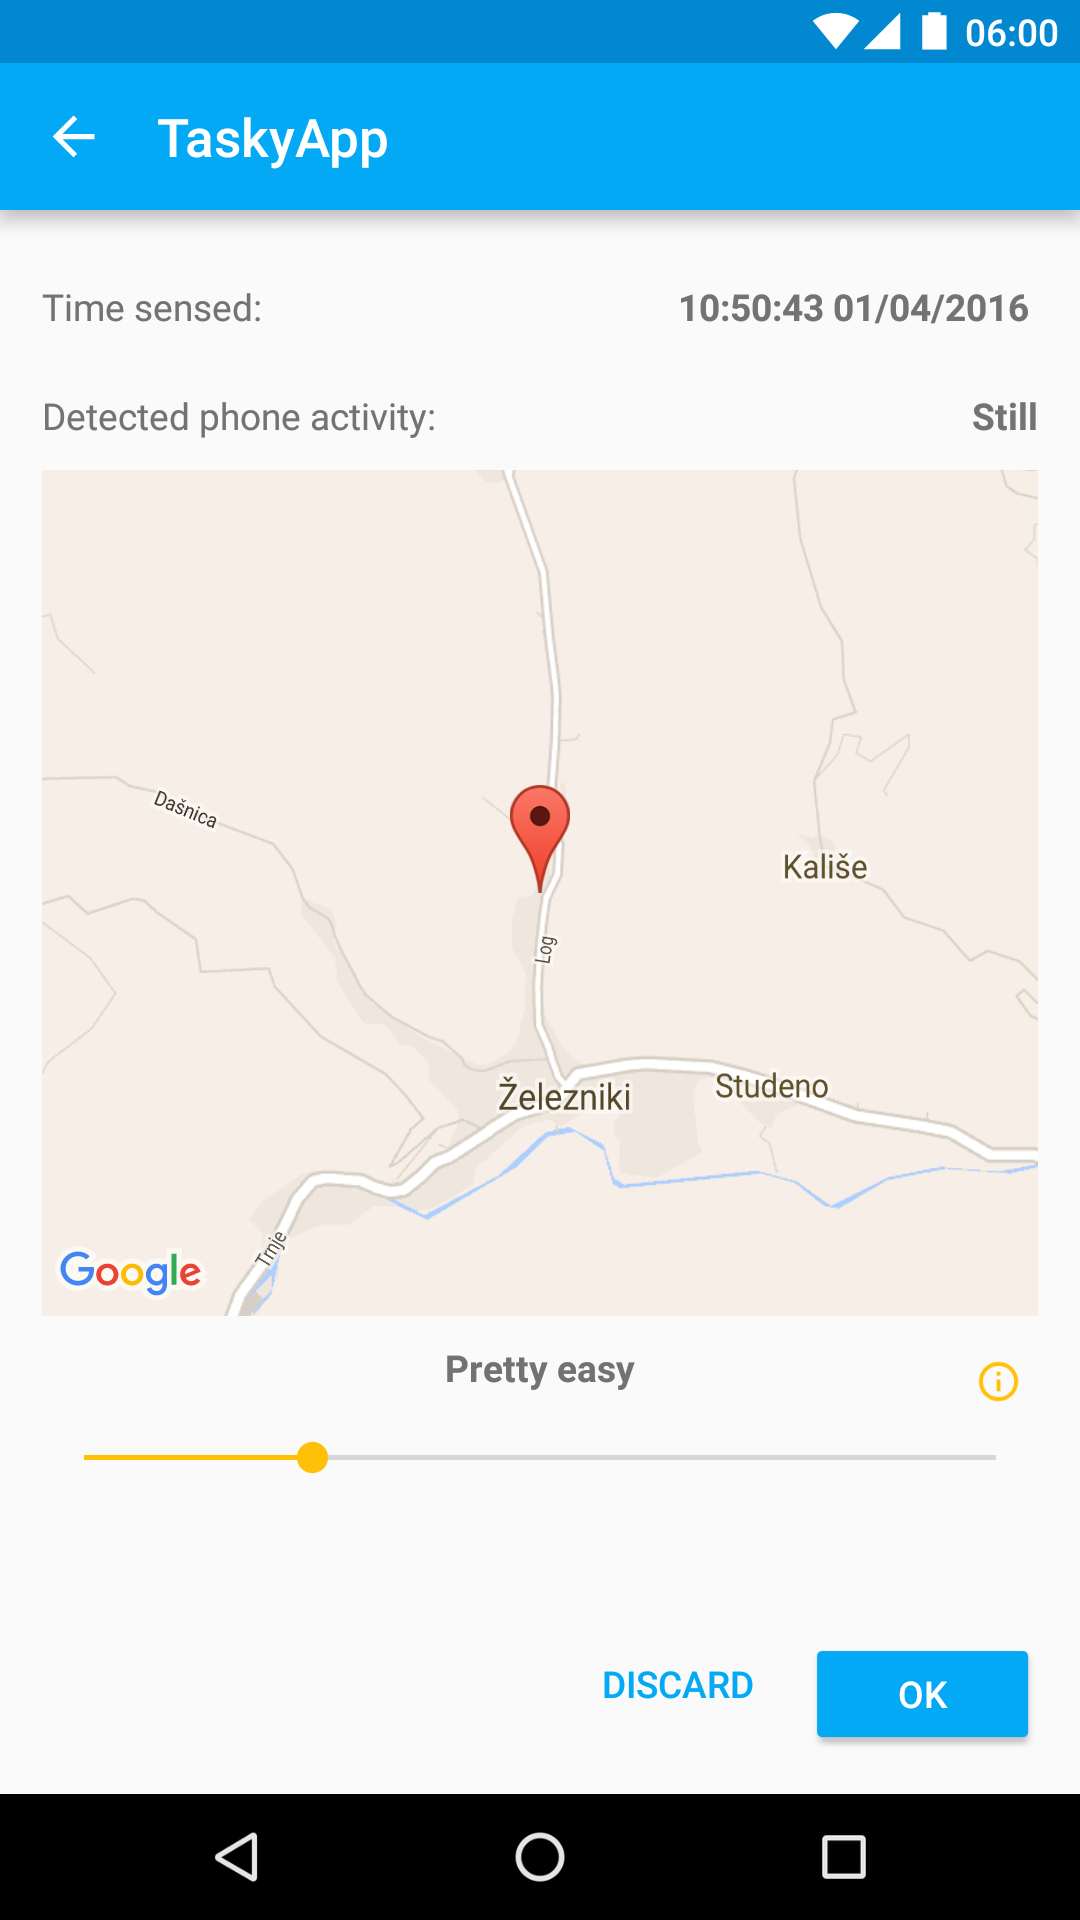 06:00
TaskyApp
Time sensed: 10:50:43 01/04/2016
Detected phone activity: Still
Dašnica
Kališe
Log
Železniki
Studeno
Trnje
Google
Pretty easy
DISCARD
OK